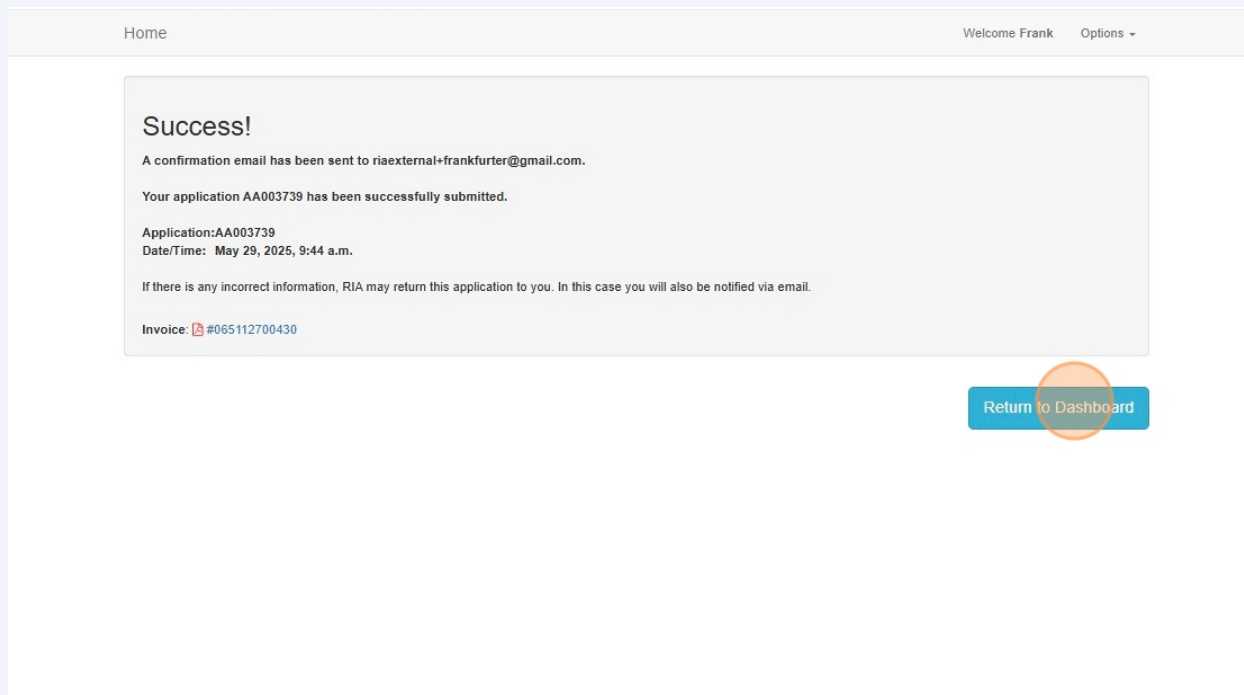 Home
Welcome Frank Options
Success!
A confirmation email has been sent to riaexternal+frankfurter@gmail.com.
Your application AA003739 has been successfully submitted.
Application:AA003739
Date/Time: May 29, 2025, 9:44 a.m.
If there is any incorrect information, RIA may return this application to you. In this case you will also be notified via email.
Invoice: #065112700430
Return to Dashboard